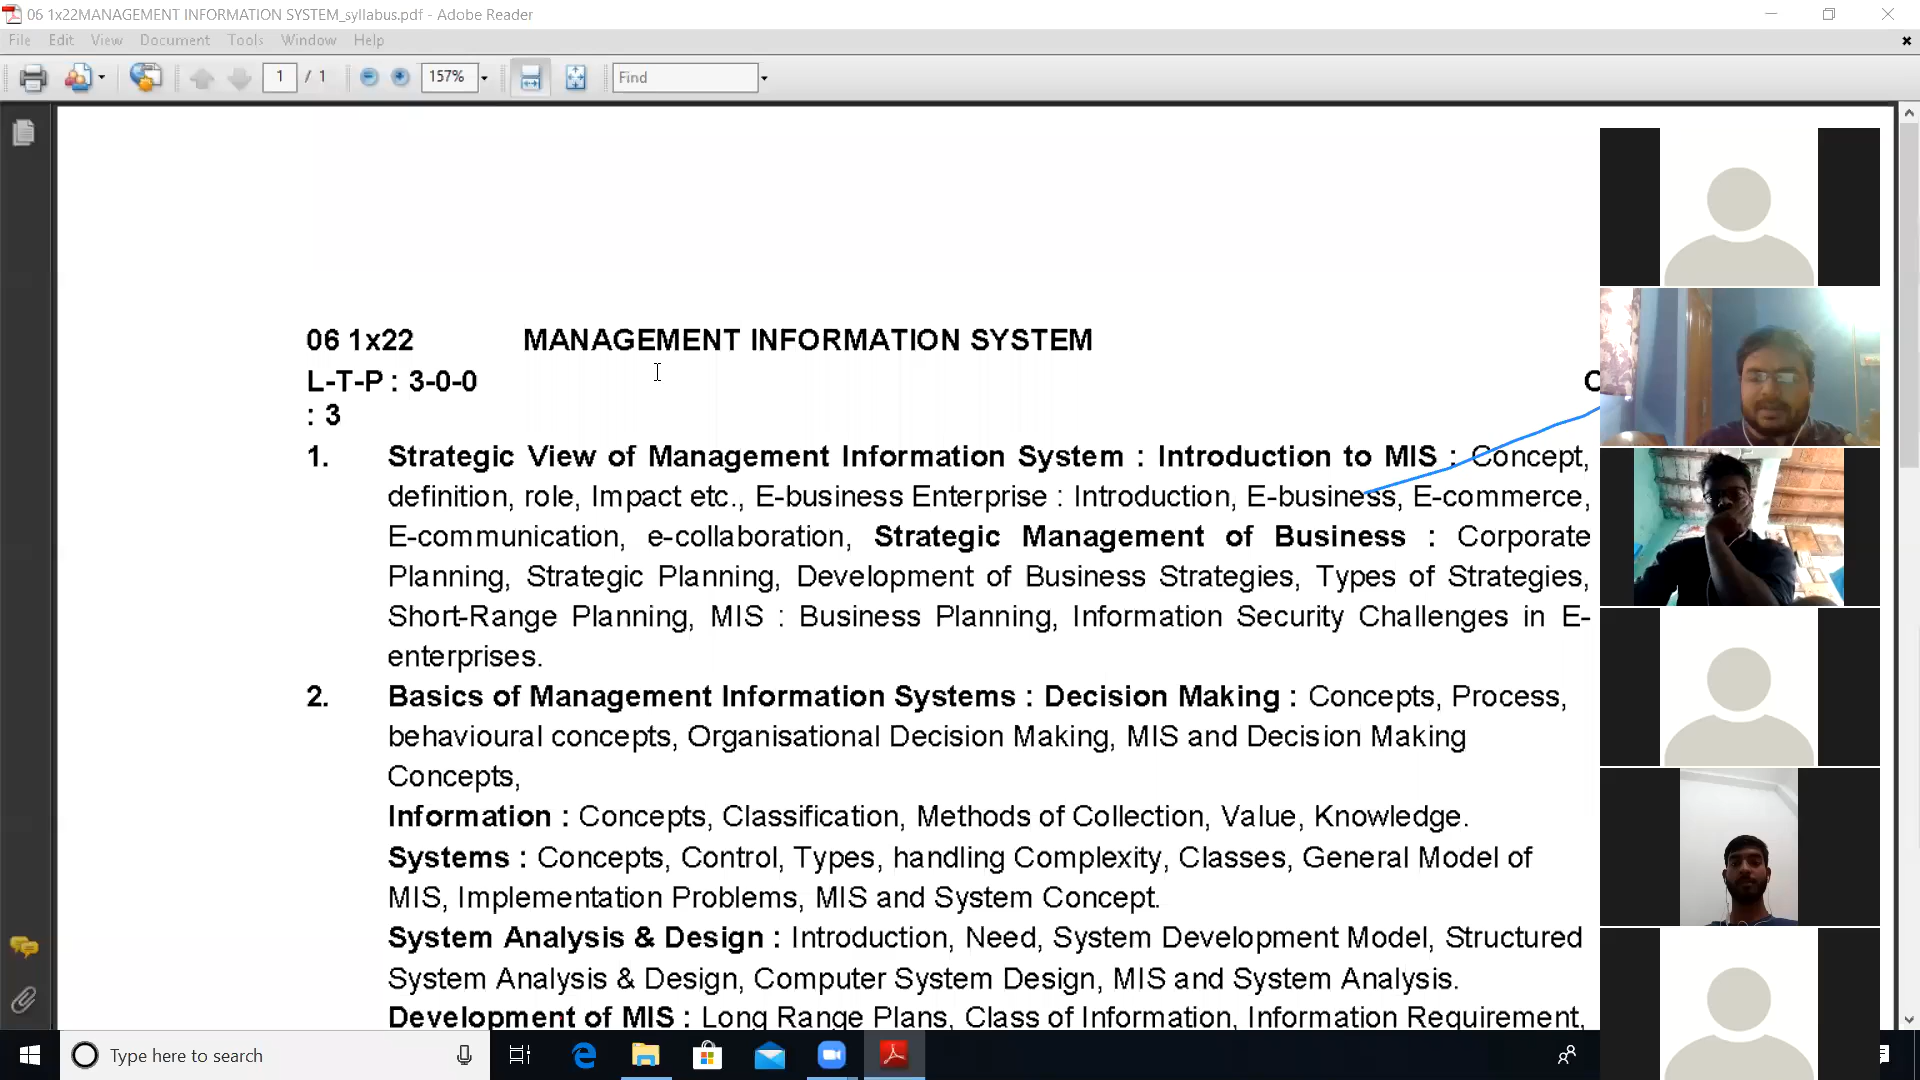 06 1x22MANAGEMENT INFORMATION SYSTEM_syllabus.pdf - Adobe Reader
File Edit View Document Tools Window Help
1 / 1 157% Find
06 1x22 MANAGEMENT INFORMATION SYSTEM
L-T-P : 3-0-0
: 3
1. Strategic View of Management Information System : Introduction to MIS : Concept,
definition, role, Impact etc., E-business Enterprise : Introduction, E-business, E-commerce,
E-communication, e-collaboration, Strategic Management of Business : Corporate
Planning, Strategic Planning, Development of Business Strategies, Types of Strategies,
Short-Range Planning, MIS : Business Planning, Information Security Challenges in E-
enterprises.
2. Basics of Management Information Systems : Decision Making : Concepts, Process,
behavioural concepts, Organisational Decision Making, MIS and Decision Making
Concepts,
Information : Concepts, Classification, Methods of Collection, Value, Knowledge.
Systems : Concepts, Control, Types, handling Complexity, Classes, General Model of
MIS, Implementation Problems, MIS and System Concept.
System Analysis & Design : Introduction, Need, System Development Model, Structured
System Analysis & Design, Computer System Design, MIS and System Analysis.
Development of MIS : Long Range Plans, Class of Information, Information Requirement,
Type here to search